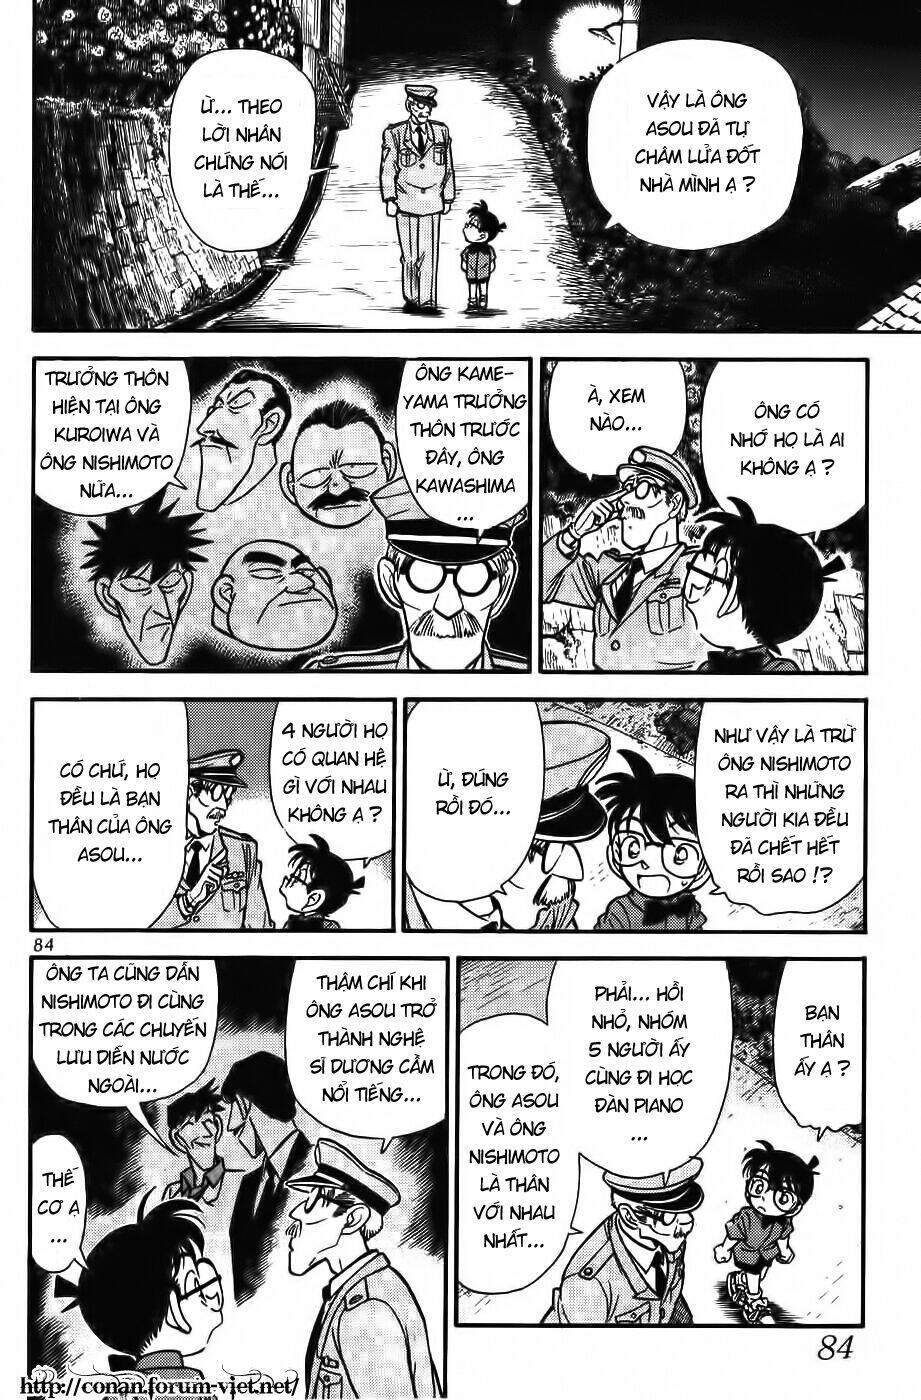 VẬY LÀ ÔNG
ASOU ĐÃ TỰ
CHÂM LỬA ĐỐT
NHÀ MÌNH Ạ ?
Ừ... THEO
LỜI NHÂN
CHỨNG NÓI
LÀ THẾ...
ÔNG CÓ
NHỚ HỌ LÀ AI
KHÔNG Ạ ?
À, XEM
NÀO...
ÔNG KAME-
YAMA TRƯỞNG
THÔN TRƯỚC
ĐÂY, ÔNG
KAWASHIMA
...
TRƯỞNG THÔN
HIỆN TẠI ÔNG
KUROIWA VÀ
ÔNG NISHIMOTO
NỮA...
NHƯ VẬY LÀ TRỪ
ÔNG NISHIMOTO
RA THÌ NHỮNG
NGƯỜI KIA ĐỀU
ĐÃ CHẾT HẾT
RỒI SAO !?
Ừ, ĐÚNG
RỒI ĐÓ...
4 NGƯỜI HỌ
CÓ QUAN HỆ
GÌ VỚI NHAU
KHÔNG Ạ ?
CÓ CHỨ, HỌ
ĐỀU LÀ BẠN
THÂN CỦA ÔNG
ASOU...
84
BẠN
THÂN
ẤY Ạ ?
PHẢI... HỒI
NHỎ, NHÓM
5 NGƯỜI ẤY
CÙNG ĐI HỌC
ĐÀN PIANO
...
TRONG ĐÓ,
ÔNG ASOU
VÀ ÔNG
NISHIMOTO
LÀ THÂN
VỚI NHAU
NHẤT...
THẬM CHÍ KHI
ÔNG ASOU TRỞ
THÀNH NGHỆ
SĨ DƯƠNG CẦM
NỔI TIẾNG...
ÔNG TA CŨNG DẪN
NISHIMOTO ĐI CÙNG
TRONG CÁC CHUYẾN
LƯU DIỄN NƯỚC
NGOÀI...
THẾ
CƠ Ạ
...
84
http://conan.forum-viet.net/